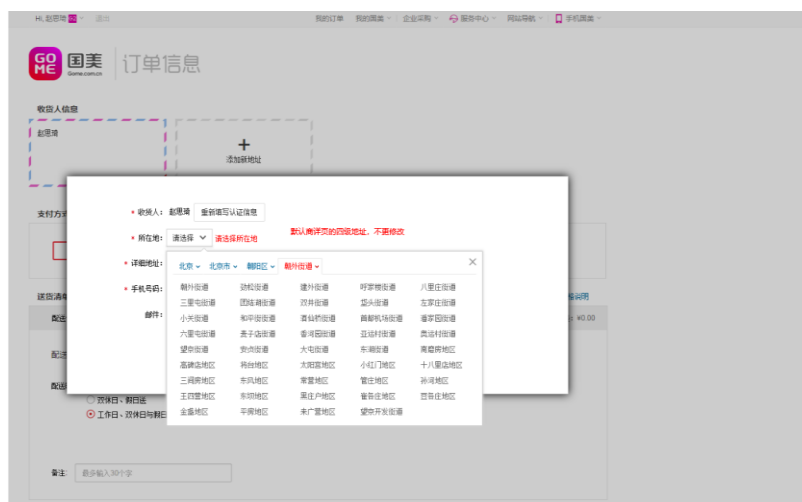 Hi, 赵思琦 退出 我的订单 我的国美 企业采购 服务中心 网站导航 手机国美
GOME 国美 Gome.com.cn 订单信息
收货人信息
赵思琦
添加新地址
支付方式
* 收货人: 赵思琦 重新填写认证信息
* 所在地: 请选择 请选择所在地 默认商详页的四级地址,不更修改
* 详细地址:
北京 北京市 朝阳区 朝外街道
* 手机号码:
邮件:
朝外街道 劲松街道 建外街道 呼家楼街道 八里庄街道
三里屯街道 团结湖街道 双井街道 垡头街道 左家庄街道
小关街道 和平街街道 酒仙桥街道 首都机场街道 潘家园街道
六里屯街道 麦子店街道 香河园街道 亚运村街道 奥运村街道
望京街道 安贞街道 大屯街道 东湖街道 南磨房地区
高碑店地区 将台地区 太阳宫地区 小红门地区 十八里店地区
三间房地区 东风地区 常营地区 管庄地区 孙河地区
王四营地区 东坝地区 黑庄户地区 崔各庄地区 豆各庄地区
金盏地区 平房地区 来广营地区 望京开发街道
送货清单 说明
配送 ¥0.00
配送
配送
双休日、假日送
工作日、双休日与假日
备注: 最多输入30个字